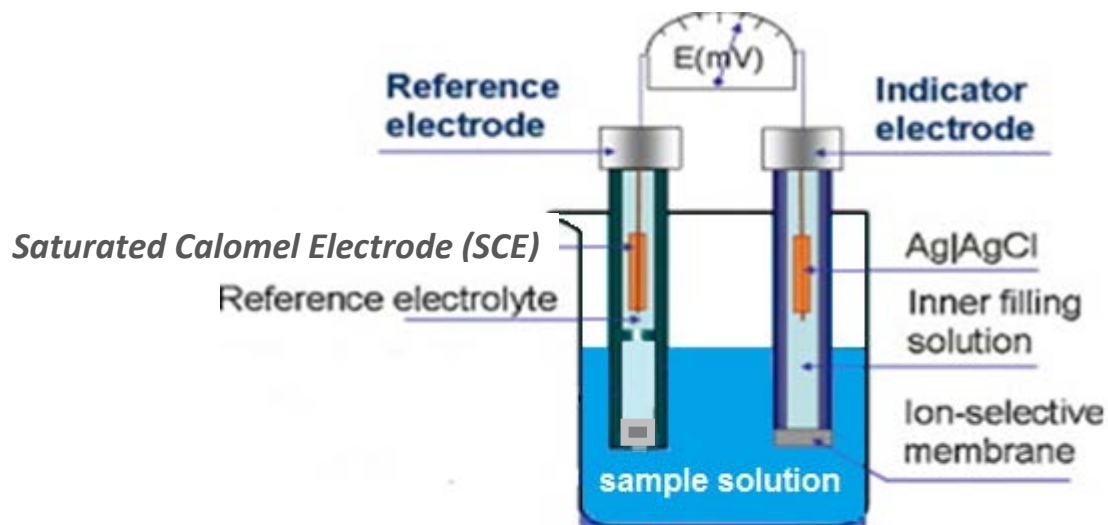 E(mV)
Reference
electrode
Indicator
electrode
Saturated Calomel Electrode (SCE)
Ag|AgCl
Reference electrolyte
Inner filling
solution
Ion-selective
membrane
sample solution